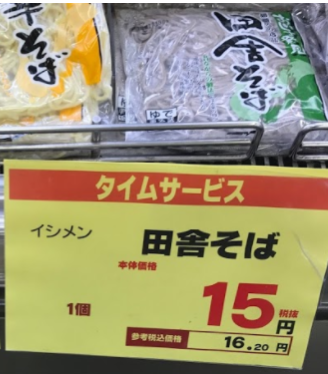 そば
田舎そば
ゆで
タイムサービス
イシメン
田舎そば
本体価格
1個
15 税抜
円
参考税込価格
16.20 円